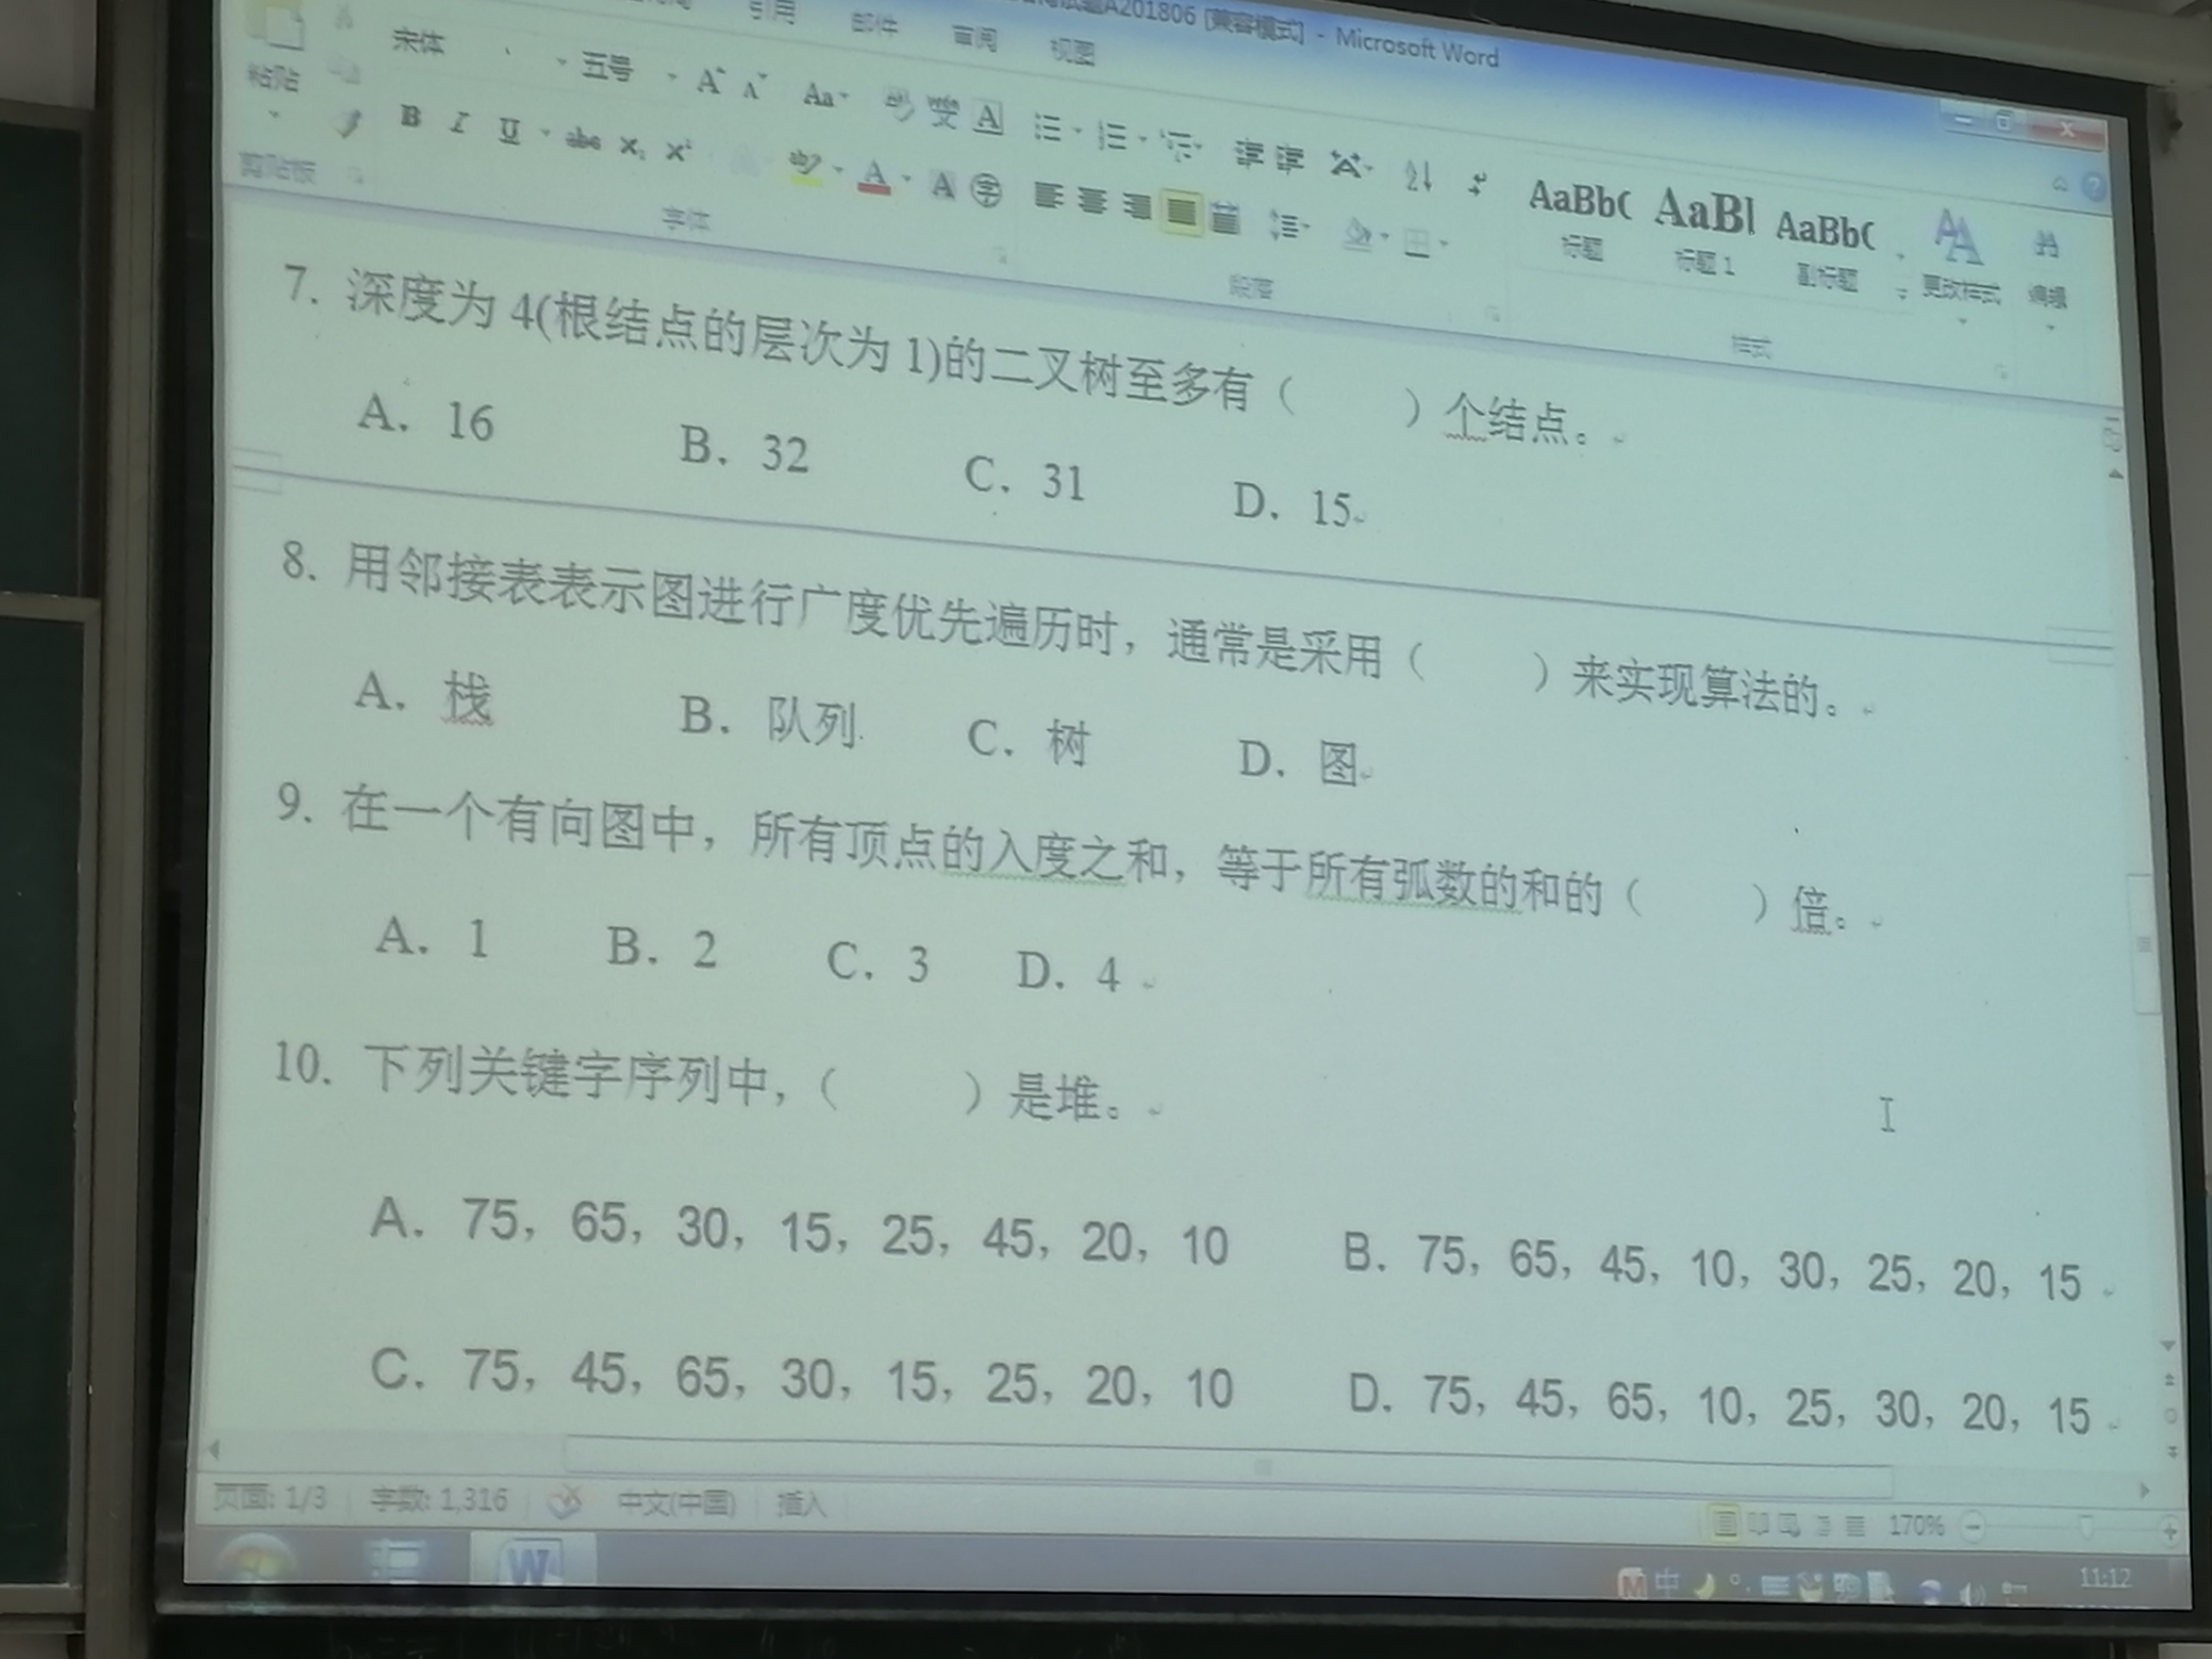 A201806 [兼容模式] - Microsoft Word
引用 邮件 审阅 视图
粘贴 宋体 五号 A A Aa 变 A
B I U abc X₂ X² A A 字
AaBbC AaBl AaBbC
标题 标题 1 副标题 更改样式 编辑
剪贴板 字体 段落 样式
7. 深度为 4(根结点的层次为 1)的二叉树至多有（ ）个结点。
A. 16 B. 32 C. 31 D. 15
8. 用邻接表表示图进行广度优先遍历时，通常是采用（ ）来实现算法的。
A. 栈 B. 队列 C. 树 D. 图
9. 在一个有向图中，所有顶点的入度之和，等于所有弧数的和的（ ）倍。
A. 1 B. 2 C. 3 D. 4
10. 下列关键字序列中，（ ）是堆。
A. 75，65，30，15，25，45，20，10 B. 75，65，45，10，30，25，20，15
C. 75，45，65，30，15，25，20，10 D. 75，45，65，10，25，30，20，15
页面: 1/3 字数: 1,316 中文(中国) 插入 170%
W M 中 11:12